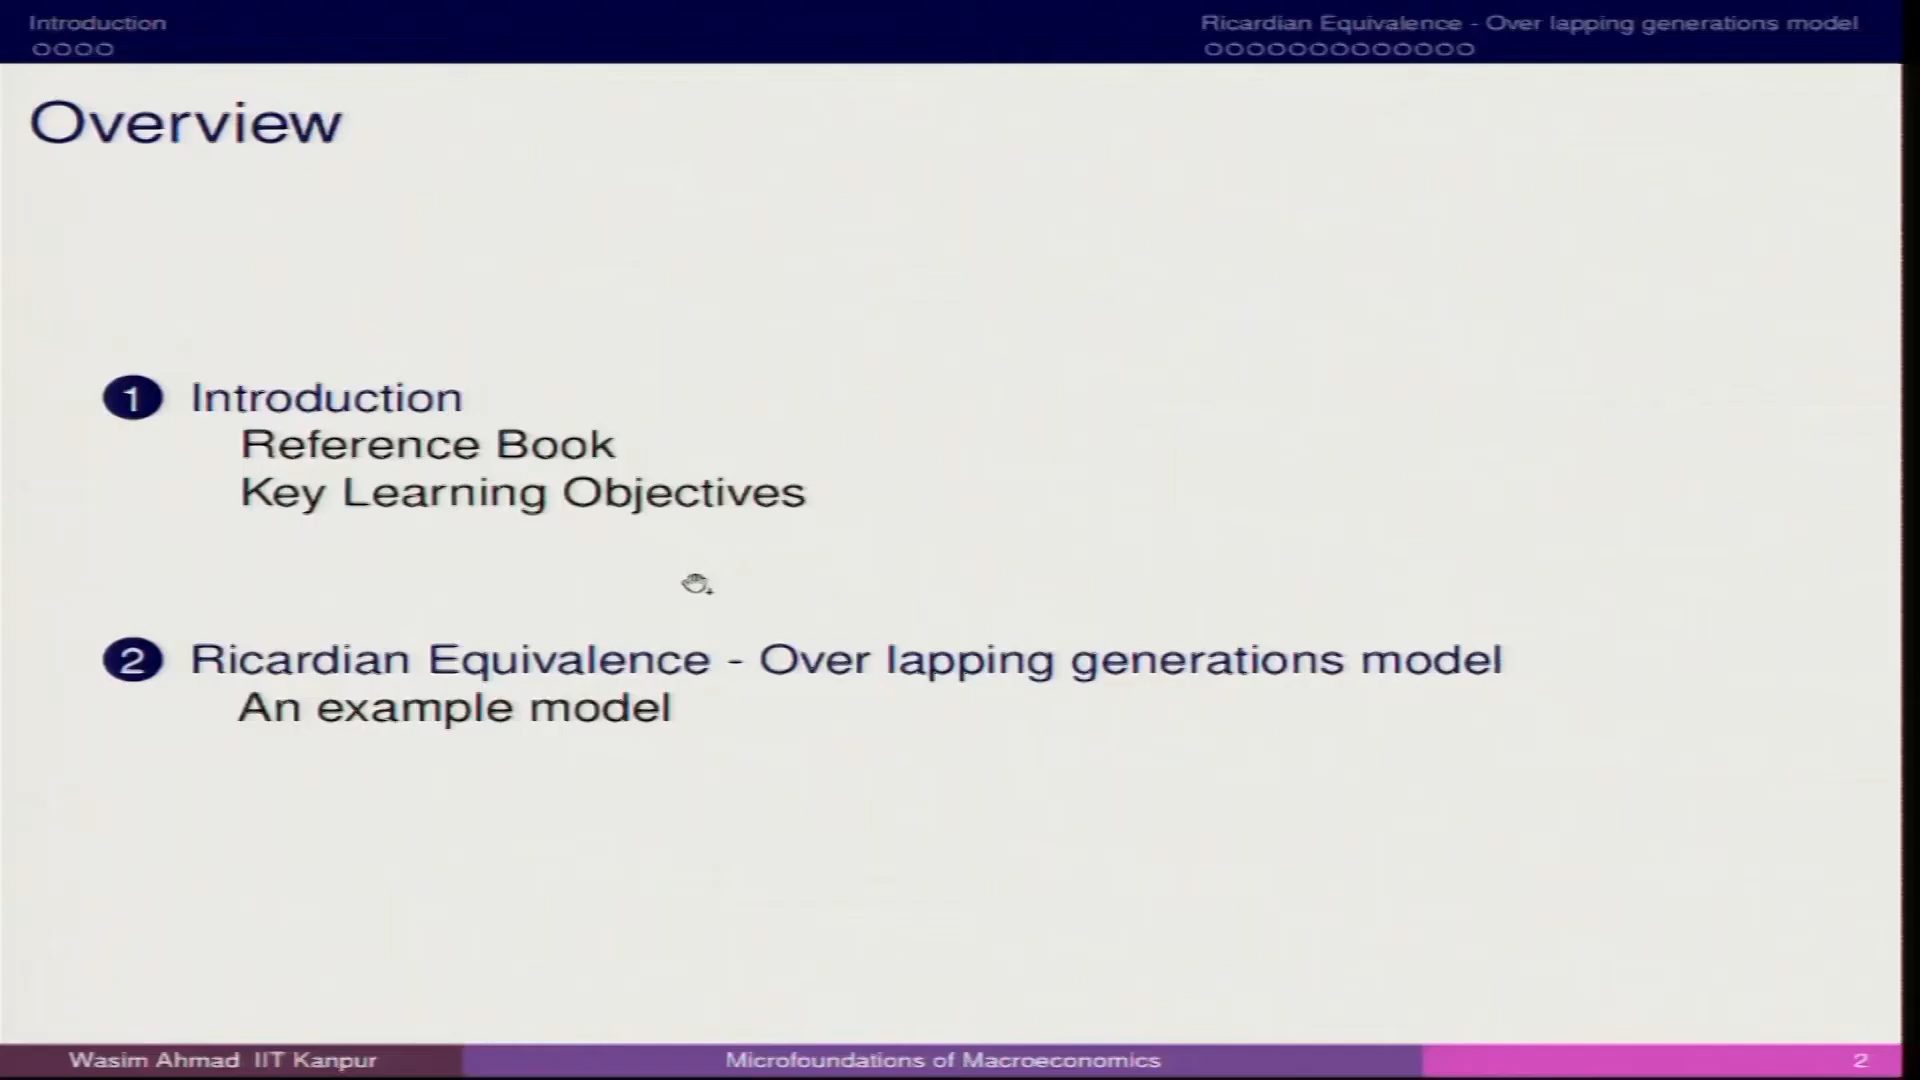 Introduction
Ricardian Equivalence - Over lapping generations model
Overview
1 Introduction
Reference Book
Key Learning Objectives
2 Ricardian Equivalence - Over lapping generations model
An example model
Wasim Ahmad IIT Kanpur
Microfoundations of Macroeconomics
2